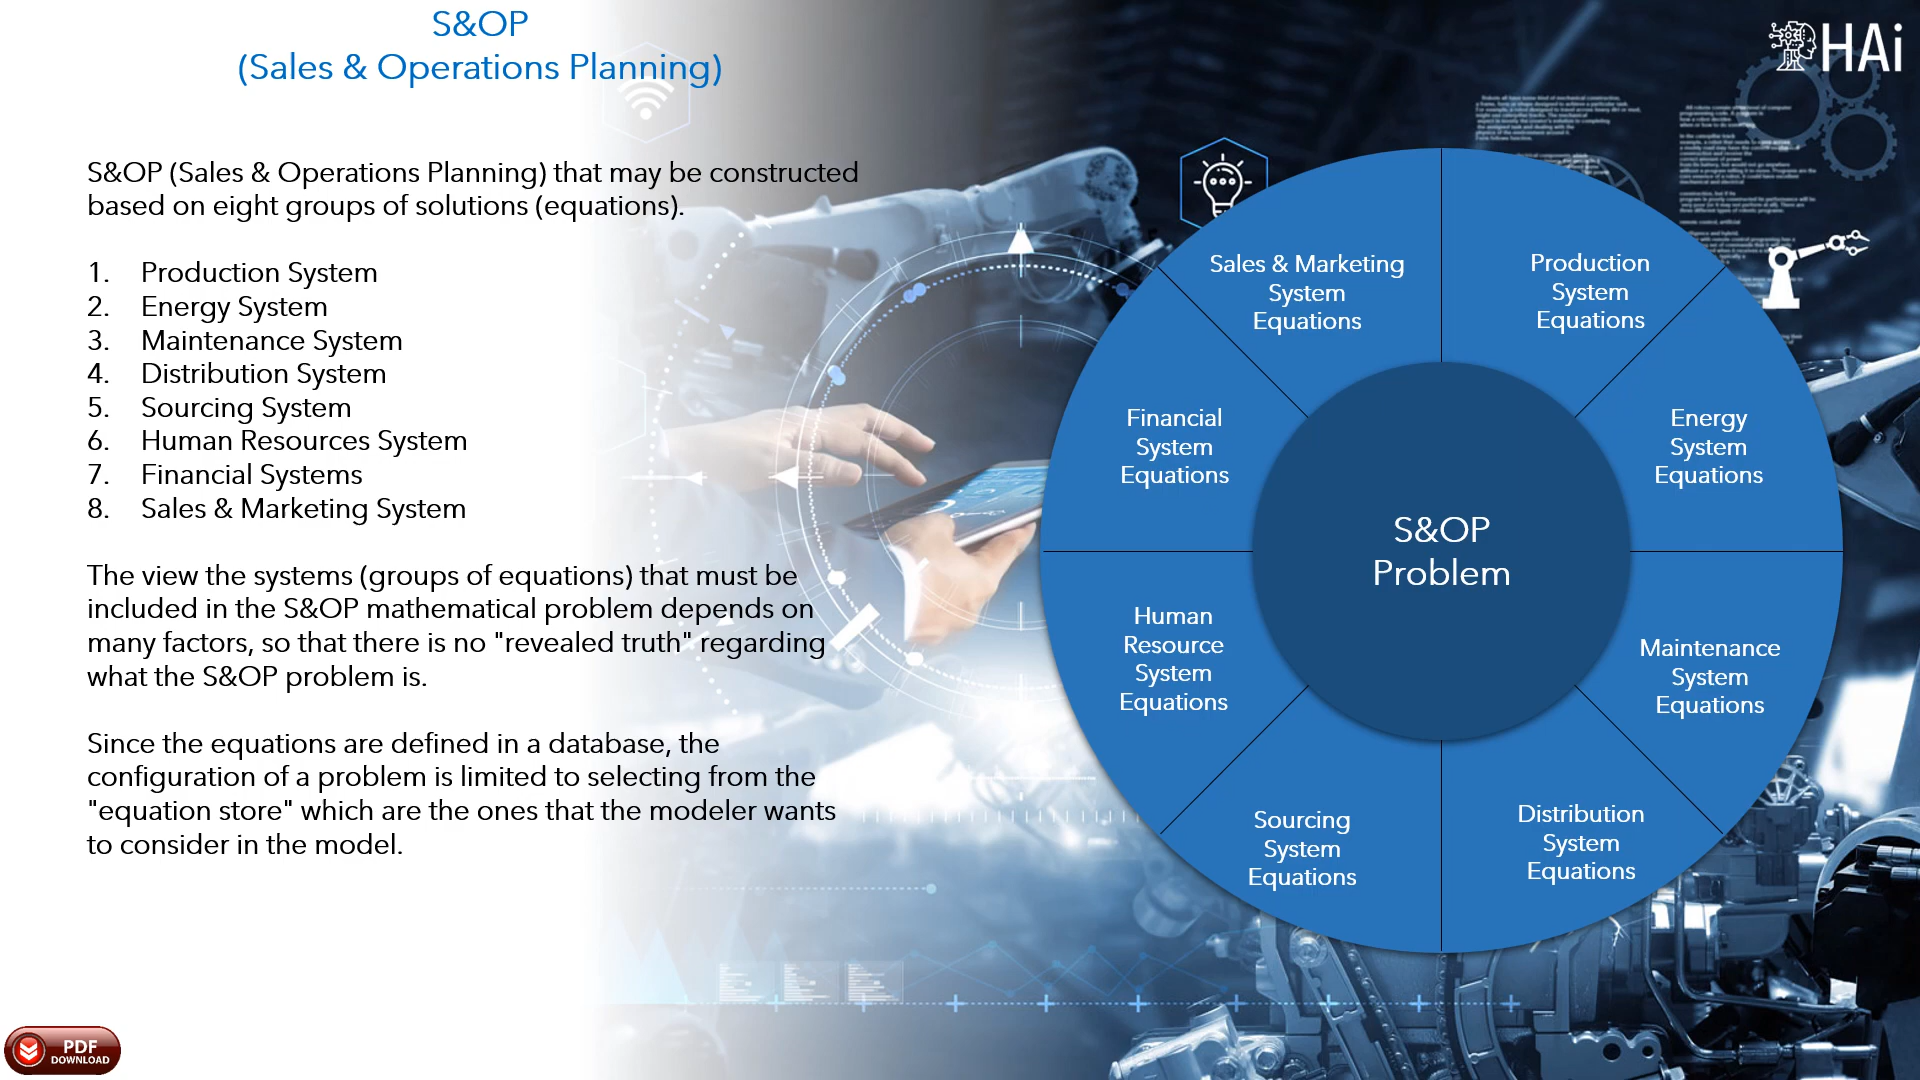 S&OP
(Sales & Operations Planning)
HAi
S&OP (Sales & Operations Planning) that may be constructed
based on eight groups of solutions (equations).
1. Production System
2. Energy System
3. Maintenance System
4. Distribution System
5. Sourcing System
6. Human Resources System
7. Financial Systems
8. Sales & Marketing System
The view the systems (groups of equations) that must be
included in the S&OP mathematical problem depends on
many factors, so that there is no "revealed truth" regarding
what the S&OP problem is.
Since the equations are defined in a database, the
configuration of a problem is limited to selecting from the
"equation store" which are the ones that the modeler wants
to consider in the model.
Sales & Marketing
System
Equations
Production
System
Equations
Financial
System
Equations
Energy
System
Equations
S&OP
Problem
Human
Resource
System
Equations
Maintenance
System
Equations
Sourcing
System
Equations
Distribution
System
Equations
PDF
DOWNLOAD